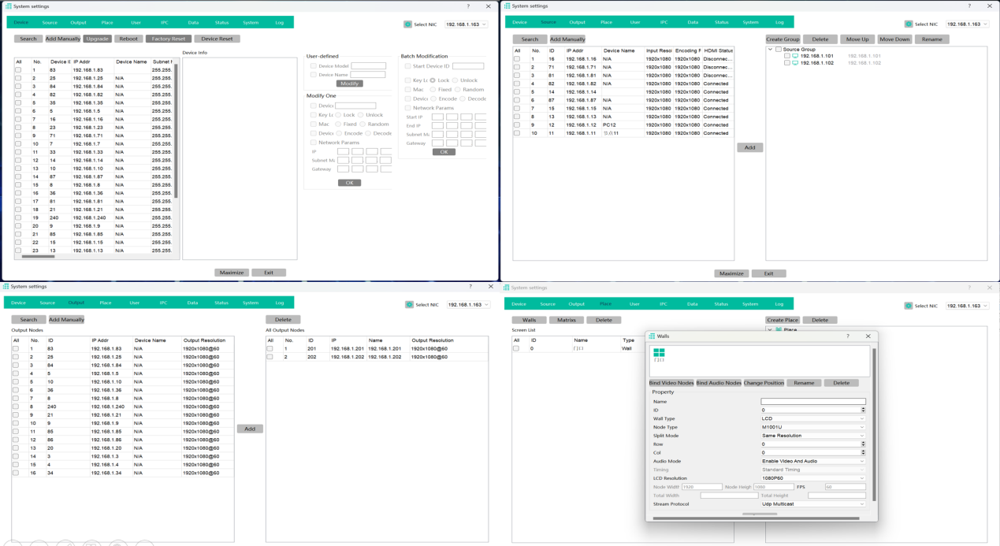 System settings ? ✕
Device Source Output Place User IPC Data Status System Log
Select NIC 192.168.1.163
Search Add Manually Upgrade Reboot Factory Reset Device Reset
Device Info
All No. Device IP Addr Device Name Subnet
1 83 192.168.1.83 255.255.
2 25 192.168.1.25 N/A 255.255.
3 84 192.168.1.84 N/A 255.255.
4 82 192.168.1.82 N/A 255.255.
5 35 192.168.1.35 N/A 255.255.
6 5 192.168.1.5 N/A 255.255.
7 16 192.168.1.16 N/A 255.255.
8 23 192.168.1.23 N/A 255.255.
9 71 192.168.1.71 N/A 255.255.
10 7 192.168.1.7 N/A 255.255.
11 33 192.168.1.33 N/A 255.255.
12 14 192.168.1.14 N/A 255.255.
13 10 192.168.1.10 N/A 255.255.
14 87 192.168.1.87 N/A 255.255.
15 8 192.168.1.8 N/A 255.255.
16 36 192.168.1.36 N/A 255.255.
17 81 192.168.1.81 N/A 255.255.
18 21 192.168.1.21 N/A 255.255.
19 240 192.168.1.240 N/A 255.255.
20 9 192.168.1.9 N/A 255.255.
21 85 192.168.1.85 N/A 255.255.
22 15 192.168.1.15 N/A 255.255.
23 13 192.168.1.13 N/A 255.255.
User-defined
Device Model
Device Name
Modify
Modify One
Device
Key Lock Lock Unlock
Mac Fixed Random
Device Encode Decode
Network Params
IP
Subnet Ma
Gateway
OK
Batch Modification
Start Device ID
Key Lock Lock Unlock
Mac Fixed Random
Device Encode Decode
Network Params
Start IP
End IP
Subnet Ma
Gateway
OK
Maximize Exit
System settings ? ✕
Device Source Output Place User IPC Data Status System Log
Select NIC 192.168.1.163
Search Add Manually
All No. ID IP Addr Device Name Input Resol Encoding F HDMI Status
1 16 192.168.1.16 N/A 1920x1080 1920x1080 Disconnec...
2 71 192.168.1.71 N/A 1920x1080 1920x1080 Disconnec...
3 81 192.168.1.81 N/A 1920x1080 1920x1080 Disconnec...
4 82 192.168.1.82 N/A 1920x1080 1920x1080 Connected
5 14 192.168.1.14 1920x1080 1920x1080 Connected
6 87 192.168.1.87 N/A 1920x1080 1920x1080 Connected
7 15 192.168.1.15 N/A 1920x1080 1920x1080 Connected
8 13 192.168.1.13 N/A 1920x1080 1920x1080 Connected
9 12 192.168.1.12 PC12 1920x1080 1920x1080 Connected
10 11 192.168.1.11 1920x1080 1920x1080 Connected
Add
Create Group Delete Move Up Move Down Rename
Source Group
192.168.1.101 192.168.1.101
192.168.1.102 192.168.1.102
Maximize Exit
System settings ? ✕
Device Source Output Place User IPC Data Status System Log
Select NIC 192.168.1.163
Search Add Manually
Output Nodes
All No. ID IP Addr Device Name Output Resolution
1 83 192.168.1.83 N/A 1920x1080@60
2 25 192.168.1.25 N/A 1920x1080@60
3 84 192.168.1.84 N/A 1920x1080@60
4 5 192.168.1.5 N/A 1920x1080@60
5 10 192.168.1.10 N/A 1920x1080@60
6 36 192.168.1.36 N/A 1920x1080@60
7 8 192.168.1.8 N/A 1920x1080@60
8 240 192.168.1.240 N/A 1920x1080@60
9 21 192.168.1.21 N/A 1920x1080@60
10 9 192.168.1.9 N/A 1920x1080@60
11 85 192.168.1.85 N/A 1920x1080@60
12 86 192.168.1.86 N/A 1920x1080@60
13 20 192.168.1.20 N/A 1920x1080@60
14 3 192.168.1.3 N/A 1920x1080@60
15 4 192.168.1.4 N/A 1920x1080@60
16 34 192.168.1.34 N/A 1920x1080@60
Add
Delete
All Output Nodes
All No. ID IP Name Output Resolution
1 201 192.168.1.201 192.168.1.201 1920x1080@60
2 202 192.168.1.202 192.168.1.202 1920x1080@60
System settings ? ✕
Device Source Output Place User IPC Data Status System Log
Select NIC 192.168.1.163
Walls Matrixs Delete
Screen List
All ID Name Type
0 Wall
Create Place Delete
Place
Walls ? ✕
Bind Video Nodes Bind Audio Nodes Change Position Rename Delete
Property
Name
ID 0
Wall Type LCD
Node Type M1001U
Slplit Mode Same Resolution
Row 0
Col 0
Audio Mode Enable Video And Audio
Timing Standard Timing
LCD Resolution 1080P60
Node Width 1920 Node Heigh 1080 FPS 60
Total Width Total Height
Stream Protocol Udp Multicast